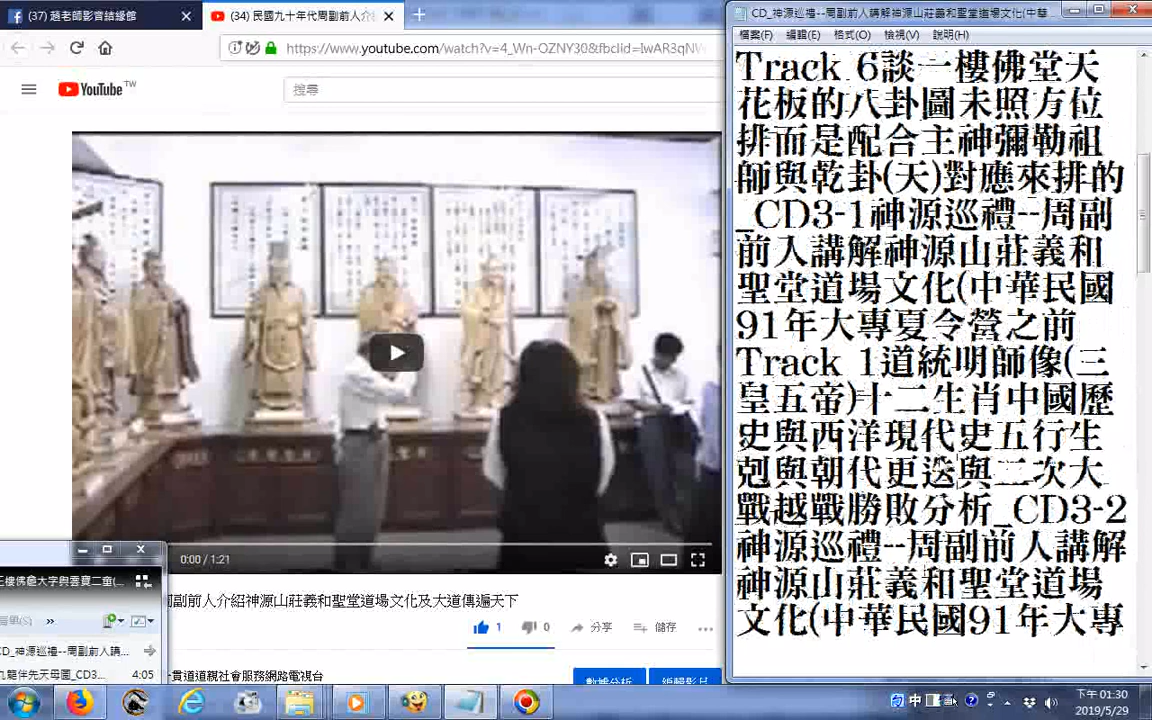 (37) 趙老師影音結緣館
(34) 民國九十年代周副前人介
https://www.youtube.com/watch?v=4_Wn-OZNY30&fbclid=IwAR3qNW
YouTube TW
搜尋
0:00 / 1:21
副前人介紹神源山莊義和聖堂道場文化及大道傳遍天下
1
0
分享
儲存
一貫道道親社會服務網路電視台
數據分析
編輯影片
CD_神源巡禮--周副前人講...
4:05
CD_神源巡禮--周副前人講解神源山莊義和聖堂道場文化(中華
檔案(F) 編輯(E) 格式(O) 檢視(V) 說明(H)
Track 6談一樓佛堂天
花板的八卦圖未照方位
排而是配合主神彌勒祖
師與乾卦(天)對應來排的
_CD3-1神源巡禮--周副
前人講解神源山莊義和
聖堂道場文化(中華民國
91年大專夏令營之前
Track 1道統明師像(三
皇五帝)十二生肖中國歷
史與西洋現代史五行生
剋與朝代更迭與二次大
戰越戰勝敗分析_CD3-2
神源巡禮--周副前人講解
神源山莊義和聖堂道場
文化(中華民國91年大專
中
下午 01:30
2019/5/29